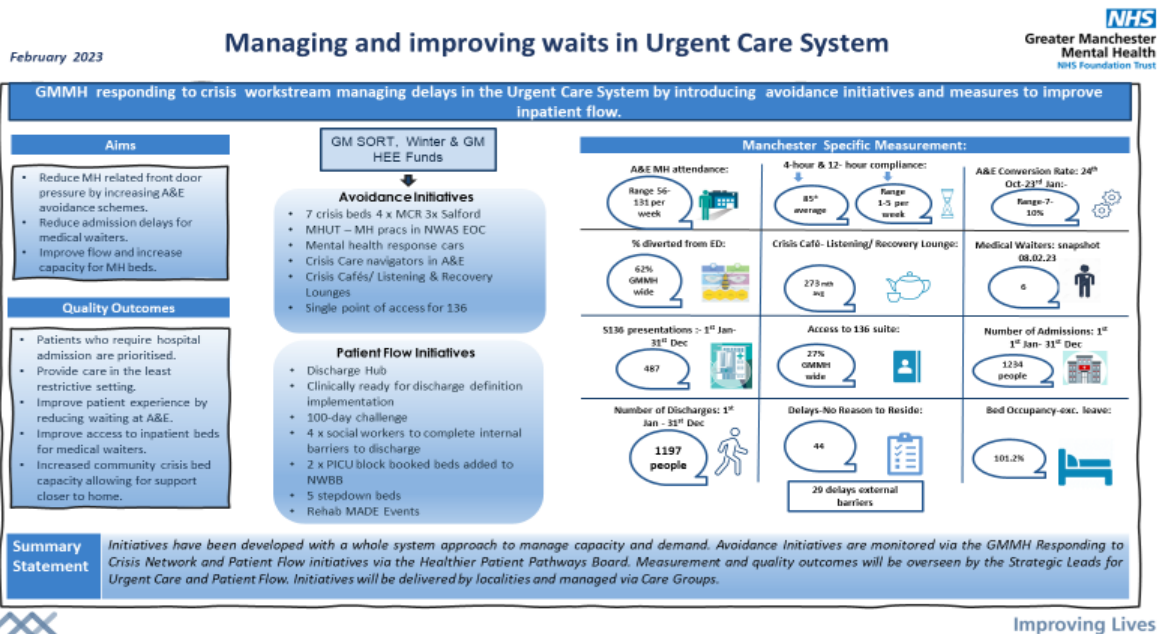 February 2023
Managing and improving waits in Urgent Care System
NHS
Greater Manchester
Mental Health
NHS Foundation Trust
GMMH responding to crisis workstream managing delays in the Urgent Care System by introducing avoidance initiatives and measures to improve
inpatient flow.
Aims
• Reduce MH related front door
pressure by increasing A&E
avoidance schemes.
• Reduce admission delays for
medical waiters.
• Improve flow and increase
capacity for MH beds.
Quality Outcomes
• Patients who require hospital
admission are prioritised.
• Provide care in the least
restrictive setting.
• Improve patient experience by
reducing waiting at A&E.
• Improve access to inpatient beds
for medical waiters.
• Increased community crisis bed
capacity allowing for support
closer to home.
GM SORT, Winter & GM
HEE Funds
Avoidance Initiatives
• 7 crisis beds 4 x MCR 3x Salford
• MHUT – MH pracs in NWAS EOC
• Mental health response cars
• Crisis Care navigators in A&E
• Crisis Cafés/ Listening & Recovery
Lounges
• Single point of access for 136
Patient Flow Initiatives
• Discharge Hub
• Clinically ready for discharge definition
implementation
• 100-day challenge
• 4 x social workers to complete internal
barriers to discharge
• 2 x PICU block booked beds added to
NWBB
• 5 stepdown beds
• Rehab MADE Events
Manchester Specific Measurement:
A&E MH attendance:
Range 56-
131 per
week
4-hour & 12- hour compliance:
average
Range
1-5 per
week
A&E Conversion Rate: 24th
Oct-23rd Jan:-
Range-7-
10%
% diverted from ED:
62%
GMMH
wide
Crisis Café- Listening/ Recovery Lounge:
273 mth
avg
Medical Waiters: snapshot
08.02.23
6
S136 presentations :- 1st Jan-
31st Dec
487
Access to 136 suite:
27%
GMMH
wide
Number of Admissions: 1st
1st Jan- 31st Dec
1234
people
Number of Discharges: 1st
Jan - 31st Dec
1197
people
Delays-No Reason to Reside:
44
29 delays external
barriers
Bed Occupancy-exc. leave:
101.2%
Summary
Statement
Initiatives have been developed with a whole system approach to manage capacity and demand. Avoidance Initiatives are monitored via the GMMH Responding to
Crisis Network and Patient Flow initiatives via the Healthier Patient Pathways Board. Measurement and quality outcomes will be overseen by the Strategic Leads for
Urgent Care and Patient Flow. Initiatives will be delivered by localities and managed via Care Groups.
Improving Lives